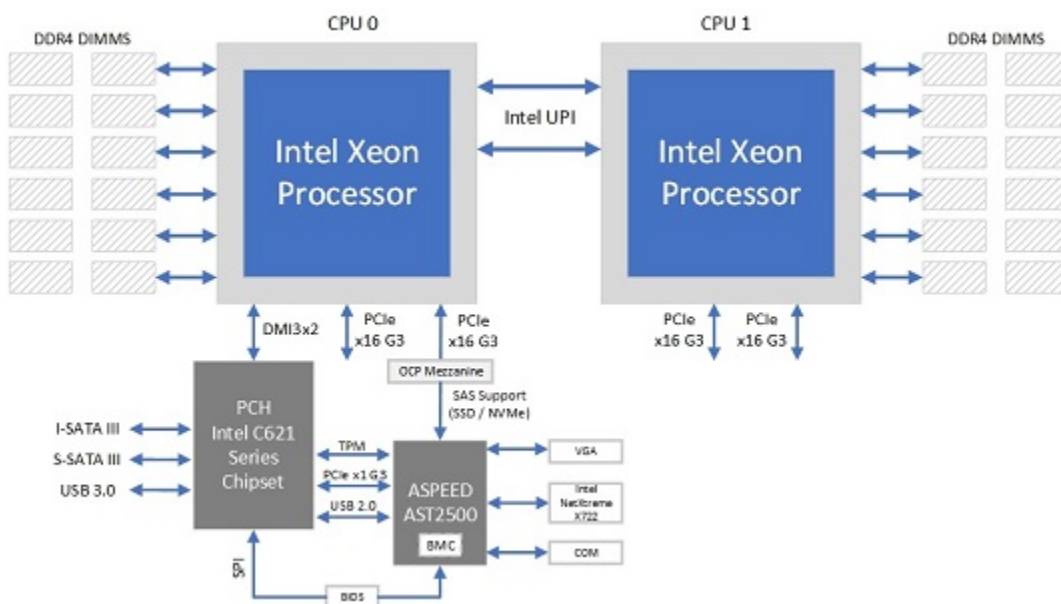 CPU 0
CPU 1
DDR4 DIMMS
DDR4 DIMMS
Intel Xeon
Processor
Intel UPI
Intel Xeon
Processor
DMI3x2
PCIe
x16 G3
PCIe
x16 G3
PCIe
x16 G3
PCIe
x16 G3
OCP Mezzanine
SAS Support
(SSD / NVMe)
PCH
Intel C621
Series
Chipset
I-SATA III
S-SATA III
USB 3.0
TPM
PCIe x1 G3
USB 2.0
ASPEED
AST2500
BMC
VGA
Intel
NetXtreme
X722
COM
SPI
BIOS